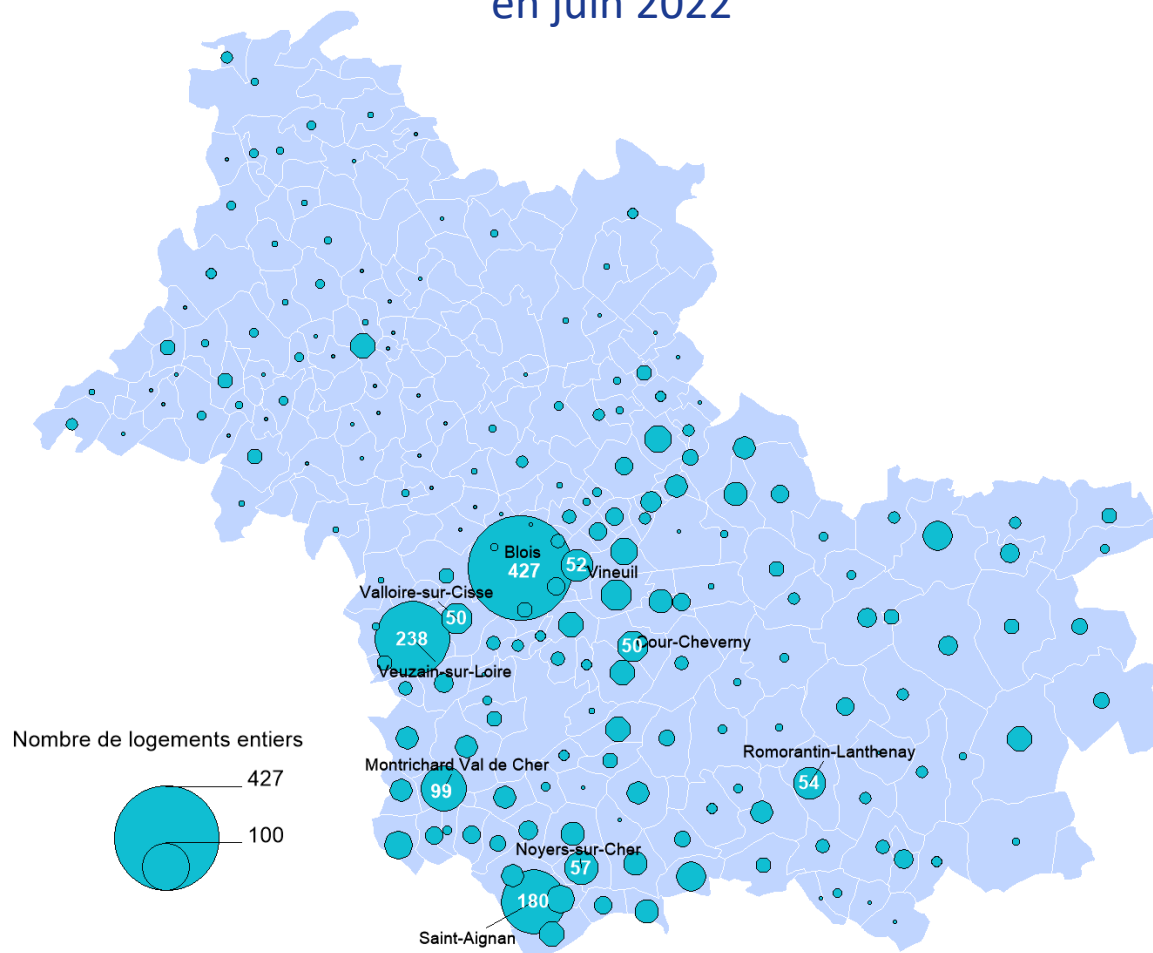 en juin 2022
Blois
427
52
Vineuil
Valloire-sur-Cisse
50
238
50
Cour-Cheverny
Veuzain-sur-Loire
Nombre de logements entiers
427
100
Romorantin-Lanthenay
54
Montrichard Val de Cher
99
Noyers-sur-Cher
57
180
Saint-Aignan